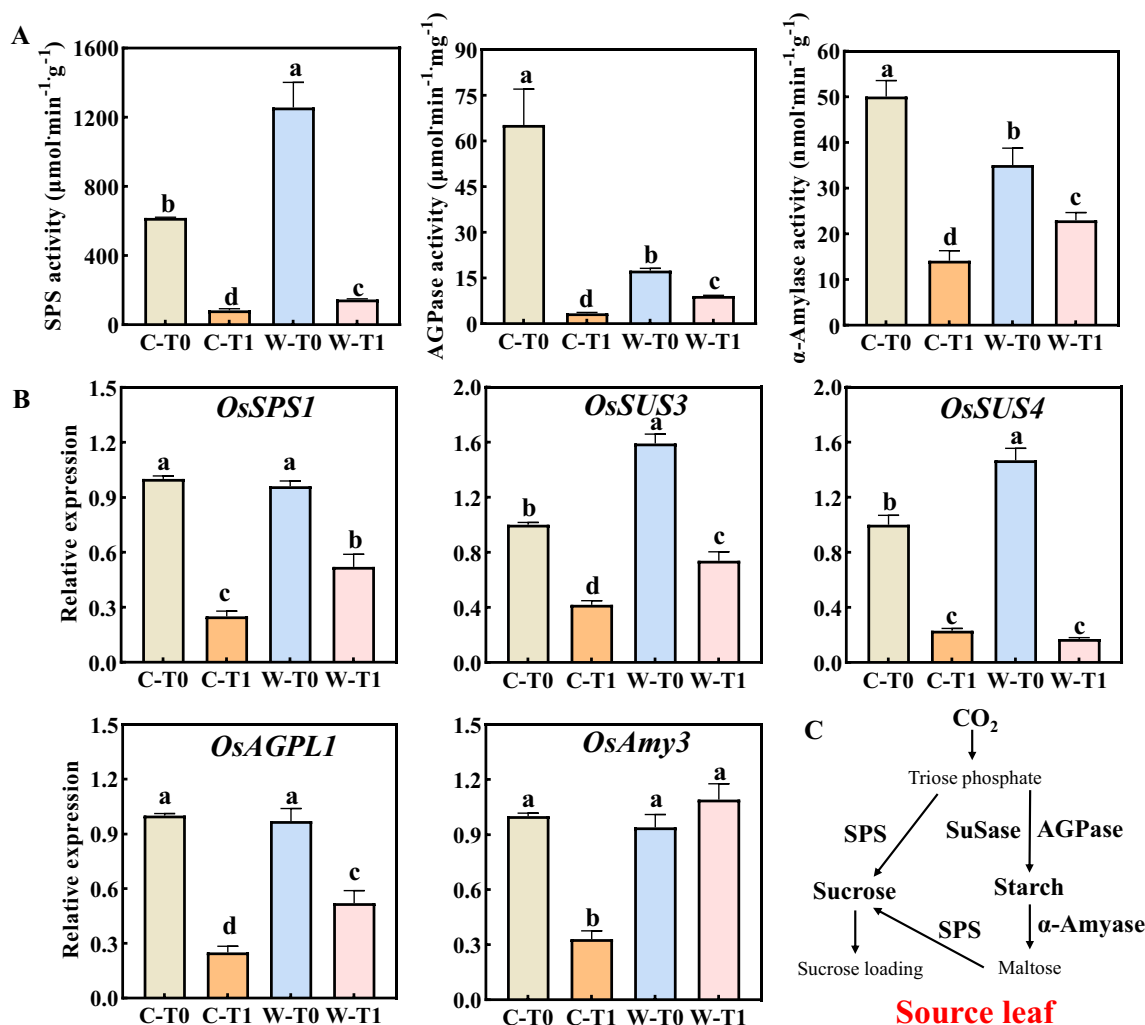 A
SPS activity (μmol·min⁻¹·g⁻¹)
1600
1200
800
400
0
b
d
a
c
C-T0 C-T1 W-T0 W-T1
AGPase activity (μmol·min⁻¹·mg⁻¹)
90
75
60
45
30
15
0
a
d
b
c
C-T0 C-T1 W-T0 W-T1
α-Amylase activity (nmol·min⁻¹·g⁻¹)
60
50
40
30
20
10
0
a
d
b
c
C-T0 C-T1 W-T0 W-T1
B
Relative expression
OsSPS1
1.5
1.2
0.9
0.6
0.3
0.0
a
c
a
b
C-T0 C-T1 W-T0 W-T1
OsSUS3
2.0
1.6
1.2
0.8
0.4
0.0
b
d
a
c
C-T0 C-T1 W-T0 W-T1
OsSUS4
2.0
1.6
1.2
0.8
0.4
0.0
b
c
a
c
C-T0 C-T1 W-T0 W-T1
Relative expression
OsAGPL1
1.5
1.2
0.9
0.6
0.3
0.0
a
d
a
c
C-T0 C-T1 W-T0 W-T1
OsAmy3
1.5
1.2
0.9
0.6
0.3
0.0
a
b
a
a
C-T0 C-T1 W-T0 W-T1
C
CO₂
Triose phosphate
SPS SuSase AGPase
Sucrose Starch
SPS α-Amyase
Sucrose loading Maltose
Source leaf